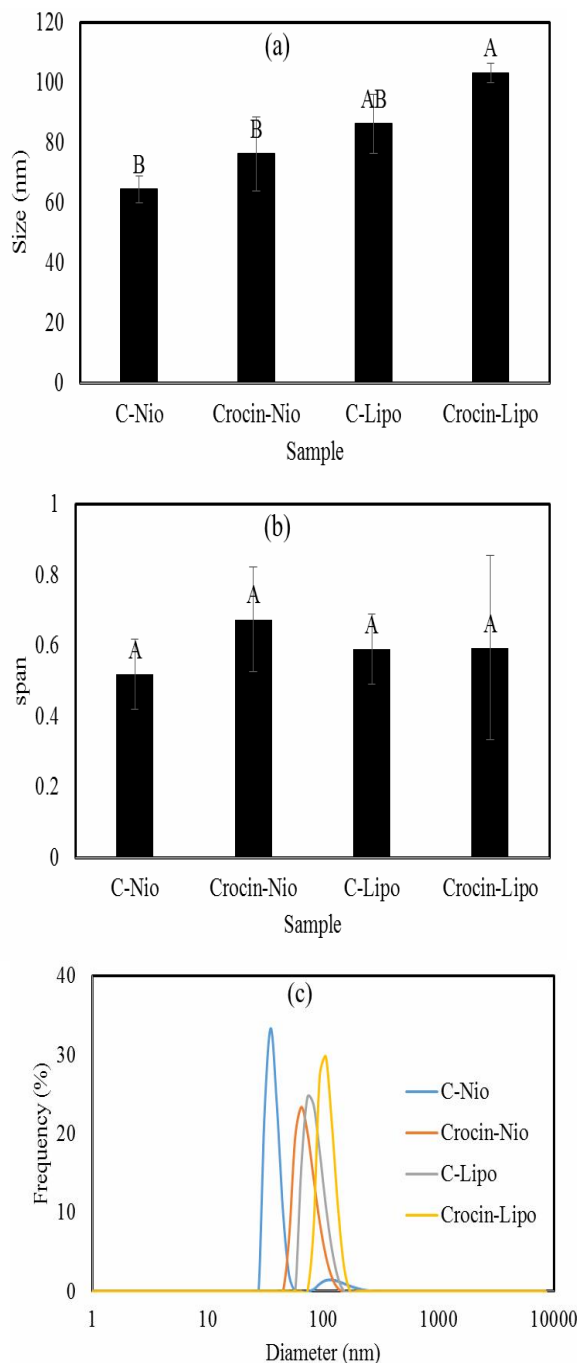 (a)
120
100
80
60
40
20
0
Size (nm)
B
B
AB
A
C-Nio Crocin-Nio C-Lipo Crocin-Lipo
Sample
(b)
1
0.8
0.6
0.4
0.2
0
span
A
A
A
A
C-Nio Crocin-Nio C-Lipo Crocin-Lipo
Sample
(c)
40
30
20
10
0
Frequency (%)
C-Nio
Crocin-Nio
C-Lipo
Crocin-Lipo
1 10 100 1000 10000
Diameter (nm)